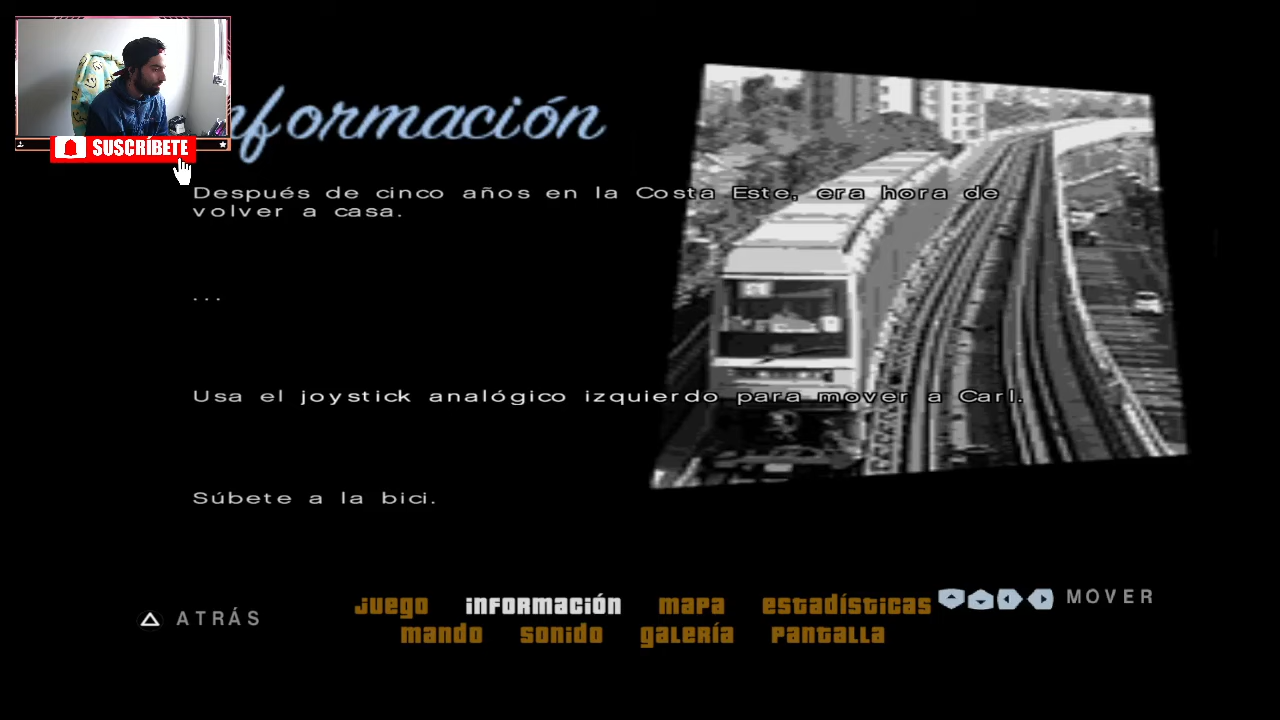 SUSCRÍBETE
nformación
Después de cinco años en la Costa Este, era hora de
volver a casa.
...
Usa el joystick analógico izquierdo para mover a Carl.
Súbete a la bici.
ATRÁS
juego información mapa estadísticas
MOVER
mando sonido galería pantalla